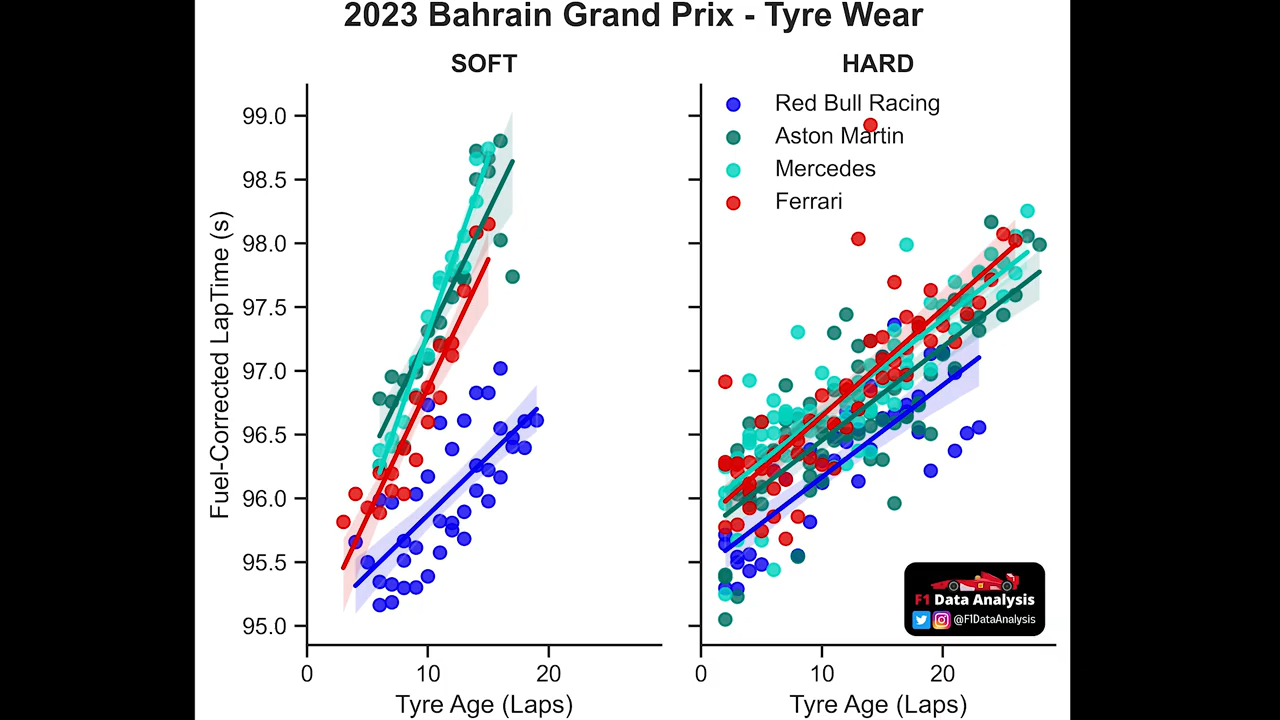 2023 Bahrain Grand Prix - Tyre Wear
SOFT
HARD
Fuel-Corrected LapTime (s)
99.0
98.5
98.0
97.5
97.0
96.5
96.0
95.5
95.0
Red Bull Racing
Aston Martin
Mercedes
Ferrari
F1 Data Analysis
@F1DataAnalysis
0 10 20
0 10 20
Tyre Age (Laps)
Tyre Age (Laps)